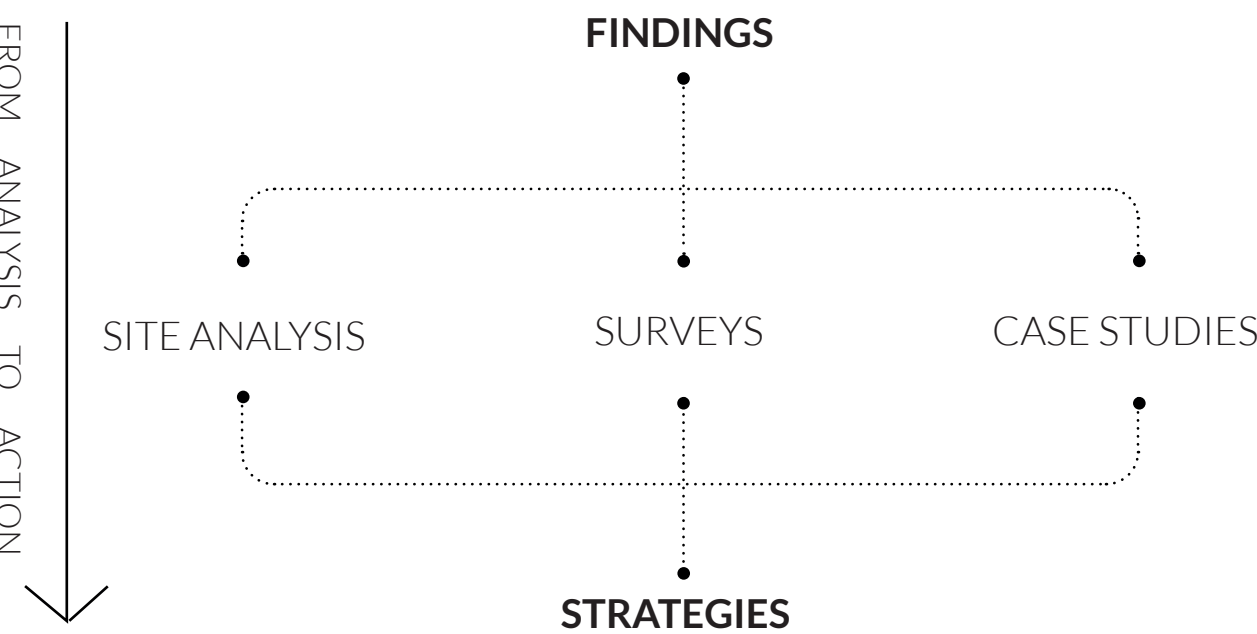 FROM ANALYSIS TO ACTION
FINDINGS
SITE ANALYSIS
SURVEYS
CASE STUDIES
STRATEGIES